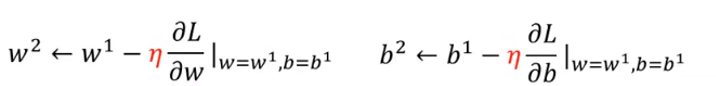 w² ← w¹ − η ∂L/∂w |w=w¹,b=b¹ b² ← b¹ − η ∂L/∂b |w=w¹,b=b¹